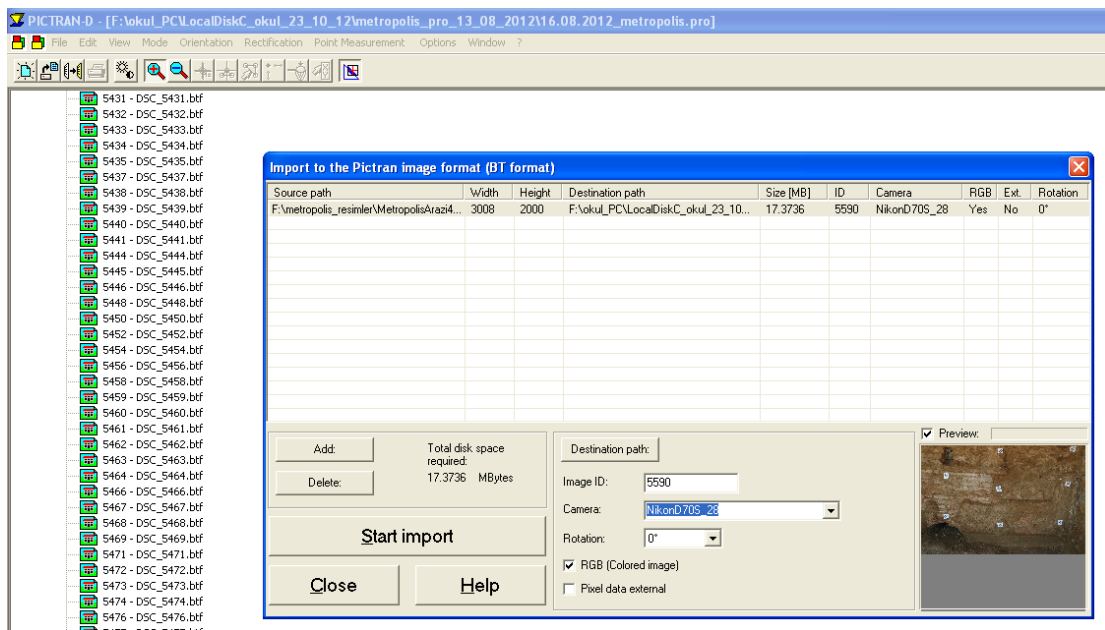 PICTRAN-D - [F:\okul_PC\LocalDiskC_okul_23_10_12\metropolis_pro_13_08_2012\16.08.2012_metropolis.pro]
File Edit View Mode Orientation Rectification Point Measurement Options Window ?
5431 - DSC_5431.btf
5432 - DSC_5432.btf
5433 - DSC_5433.btf
5434 - DSC_5434.btf
5435 - DSC_5435.btf
5437 - DSC_5437.btf
5438 - DSC_5438.btf
5439 - DSC_5439.btf
5440 - DSC_5440.btf
5441 - DSC_5441.btf
5444 - DSC_5444.btf
5445 - DSC_5445.btf
5446 - DSC_5446.btf
5448 - DSC_5448.btf
5450 - DSC_5450.btf
5452 - DSC_5452.btf
5454 - DSC_5454.btf
5456 - DSC_5456.btf
5458 - DSC_5458.btf
5459 - DSC_5459.btf
5460 - DSC_5460.btf
5461 - DSC_5461.btf
5462 - DSC_5462.btf
5463 - DSC_5463.btf
5464 - DSC_5464.btf
5466 - DSC_5466.btf
5467 - DSC_5467.btf
5468 - DSC_5468.btf
5469 - DSC_5469.btf
5471 - DSC_5471.btf
5472 - DSC_5472.btf
5473 - DSC_5473.btf
5474 - DSC_5474.btf
5476 - DSC_5476.btf
Import to the Pictran image format (BT format)
Source path Width Height Destination path Size [MB] ID Camera RGB Ext. Rotation
F:\metropolis_resimler\MetropolisArazi4... 3008 2000 F:\okul_PC\LocalDiskC_okul_23_10... 17.3736 5590 NikonD70S_28 Yes No 0°
Add:
Delete:
Total disk space
required:
17.3736 MBytes
Start import
Close
Help
Destination path:
Image ID: 5590
Camera: NikonD70S_28
Rotation: 0°
RGB (Colored image)
Pixel data external
Preview: